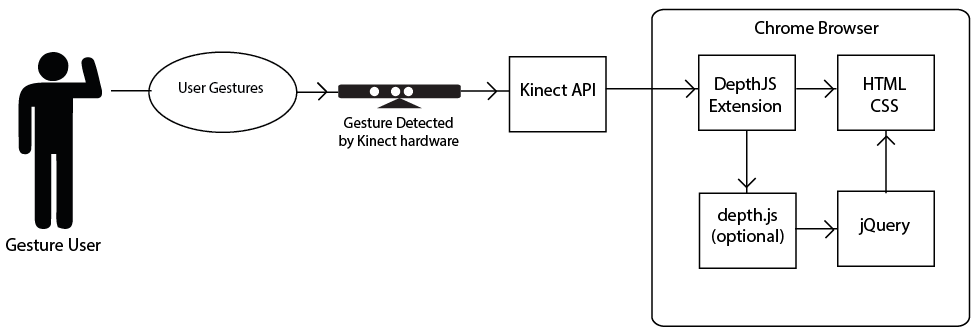 Chrome Browser
User Gestures
Kinect API
DepthJS
Extension
HTML
CSS
Gesture Detected
by Kinect hardware
Gesture User
depth.js
(optional)
jQuery